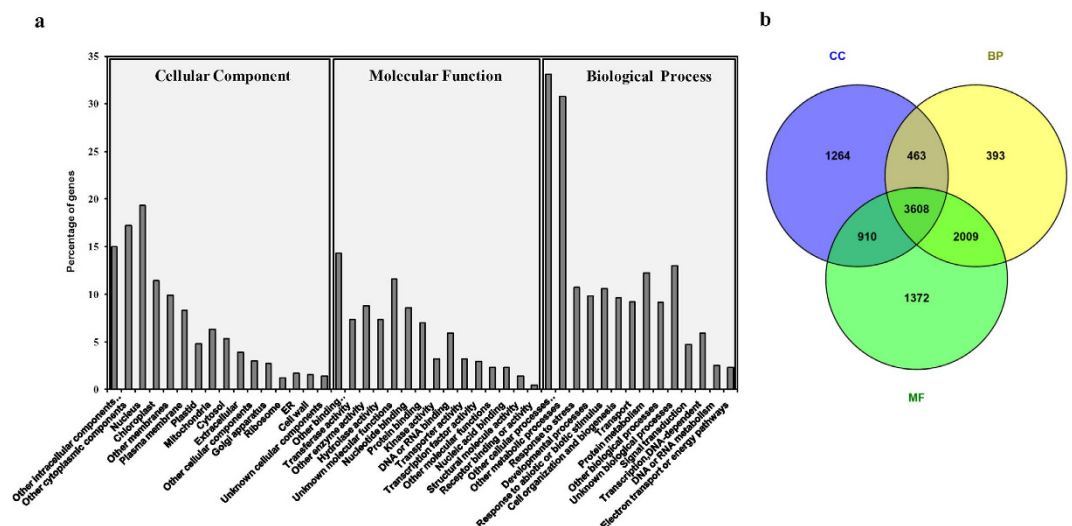 a
35
30
25
20
15
10
5
0
Percentage of genes
Cellular Component
Molecular Function
Biological Process
Other intracellular components..
Other cytoplasmic components
Nucleus
Chloroplast
Other membranes
Plasma membrane
Plastid
Mitochondria
Cytosol
Extracellular
Other cellular components
Golgi apparatus
Ribosome
ER
Cell wall
Unknown cellular components
Other binding..
Transferase activity
Other enzyme activity
Hydrolase activity
Unknown molecular functions
Nucleotide binding
Protein binding
Kinase activity
DNA or RNA binding
Transporter activity
Transcription factor activity
Other molecular functions
Nucleic acid binding
Structural molecule activity
Receptor binding or activity
Other cellular processes..
Other metabolic processes
Response to stress
Developmental processes
Response to abiotic or biotic stimulus
Cell organization and biogenesis
Transport
Protein metabolism
Other biological processes
Unknown biological processes
Signal transduction
Transcription,DNA-dependent
DNA or RNA metabolism
Electron transport or energy pathways
b
CC
BP
1264
463
393
3608
910
2009
1372
MF